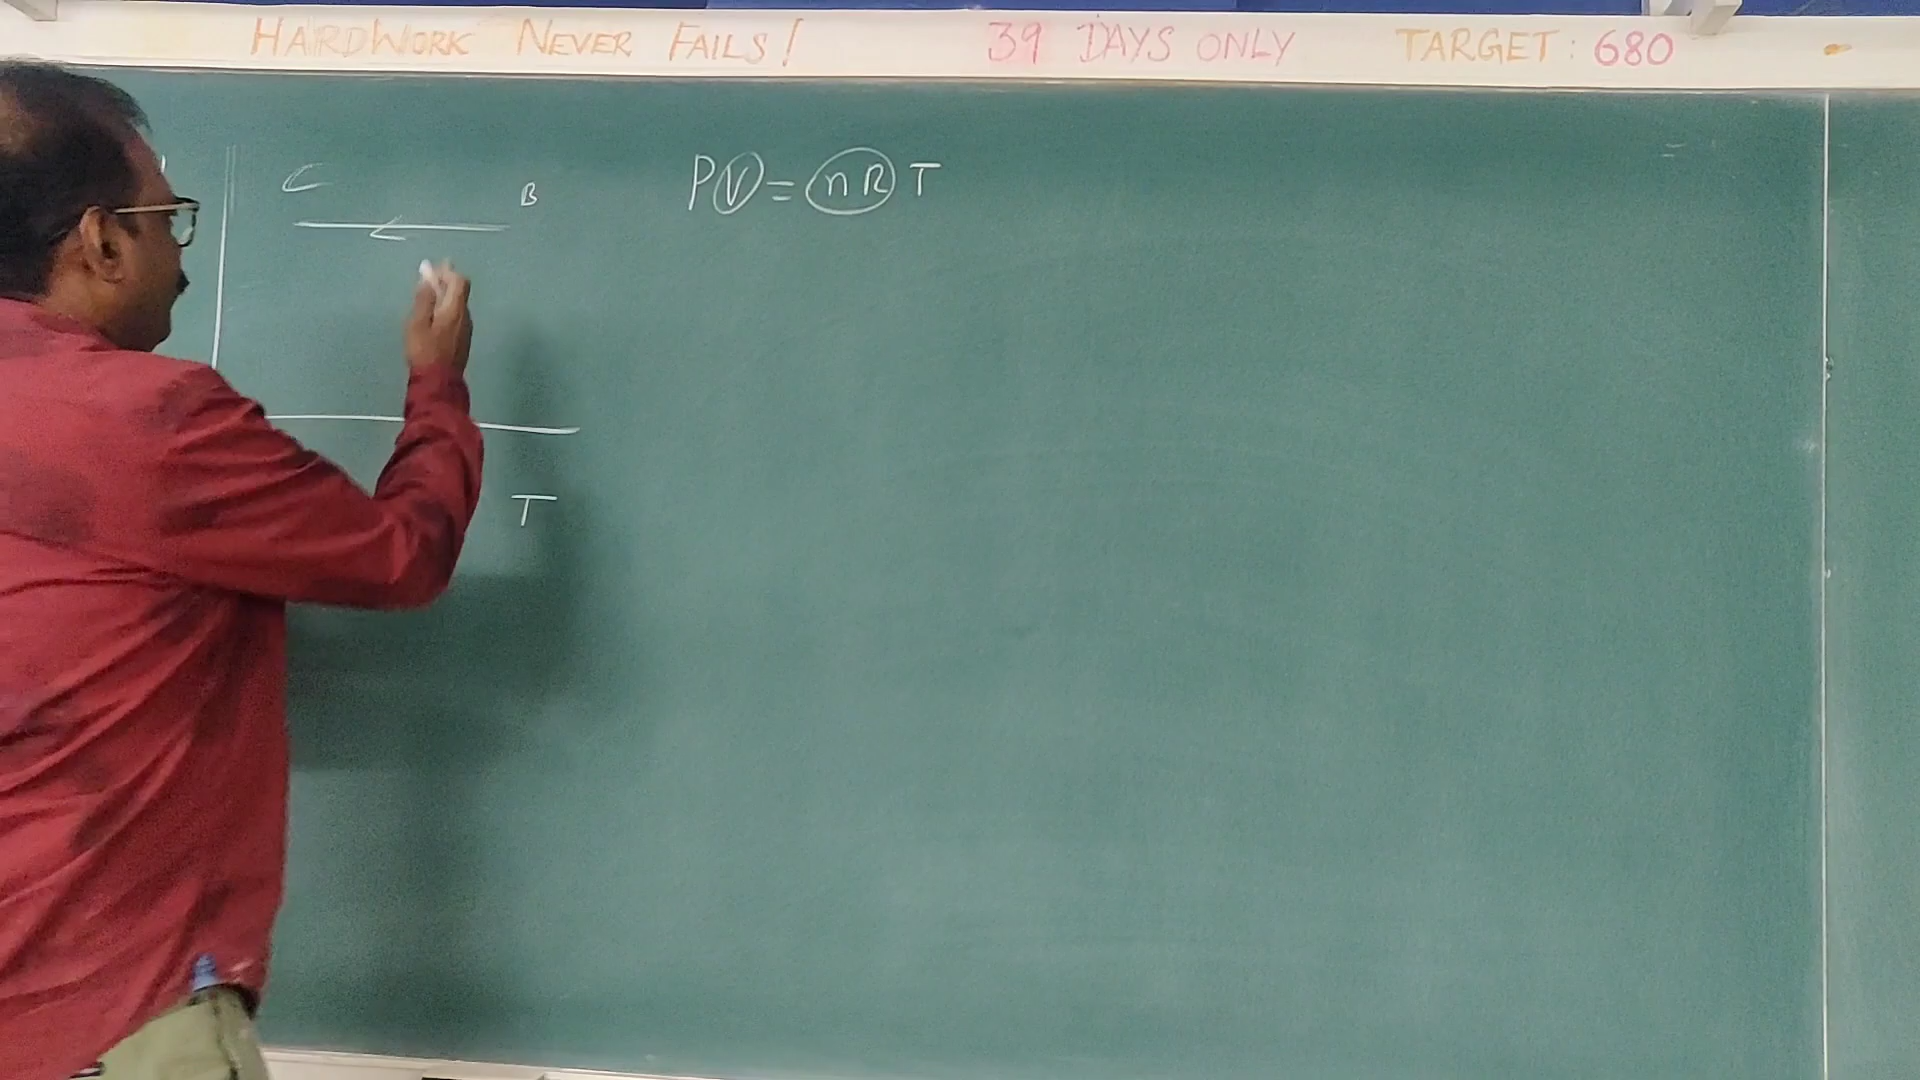 HARDWORK NEVER FAILS! 39 DAYS ONLY TARGET: 680
C B
PV = nRT
T